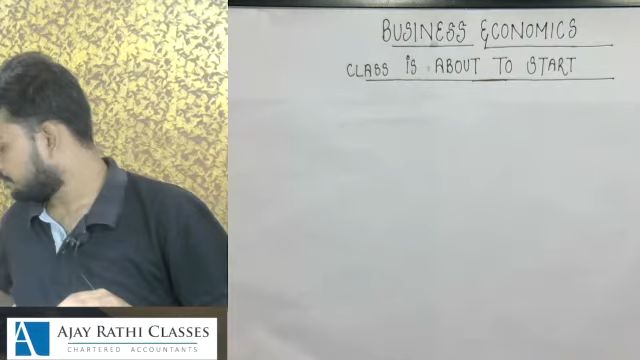 BUSINESS ECONOMICS
CLASS IS ABOUT TO START
A
AJAY RATHI CLASSES
CHARTERED ACCOUNTANTS